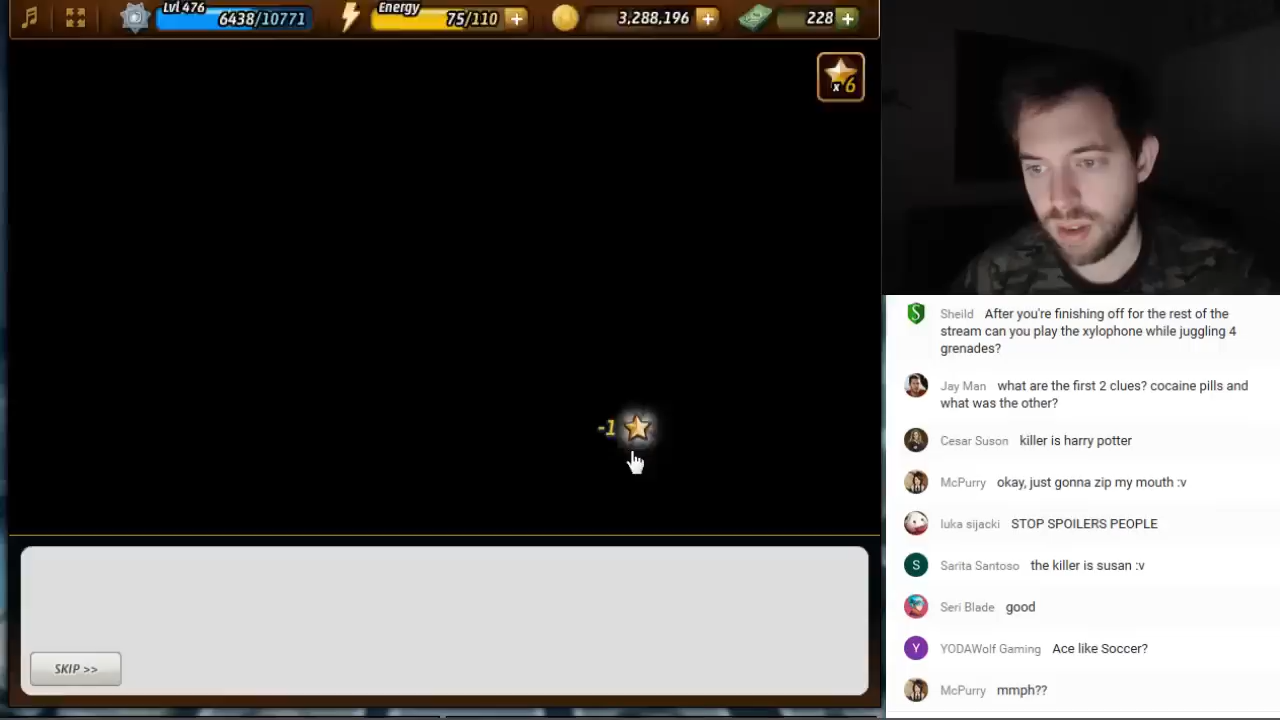 Lvl 476
6438/10771
Energy
75/110
3,288,196
228
x 6
-1
SKIP >>
S
Sheild After you're finishing off for the rest of the
stream can you play the xylophone while juggling 4
grenades?
Jay Man what are the first 2 clues? cocaine pills and
what was the other?
Cesar Suson killer is harry potter
McPurry okay, just gonna zip my mouth :v
luka sijacki STOP SPOILERS PEOPLE
S
Sarita Santoso the killer is susan :v
Seri Blade good
Y
YODAWolf Gaming Ace like Soccer?
McPurry mmph??